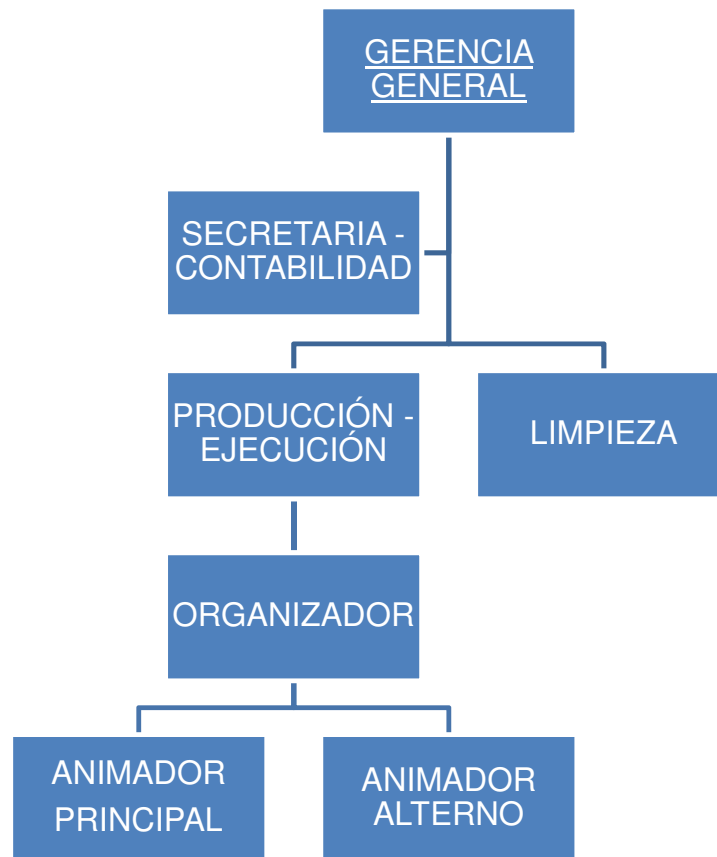 GERENCIA
GENERAL
SECRETARIA -
CONTABILIDAD
PRODUCCIÓN -
EJECUCIÓN
LIMPIEZA
ORGANIZADOR
ANIMADOR
PRINCIPAL
ANIMADOR
ALTERNO